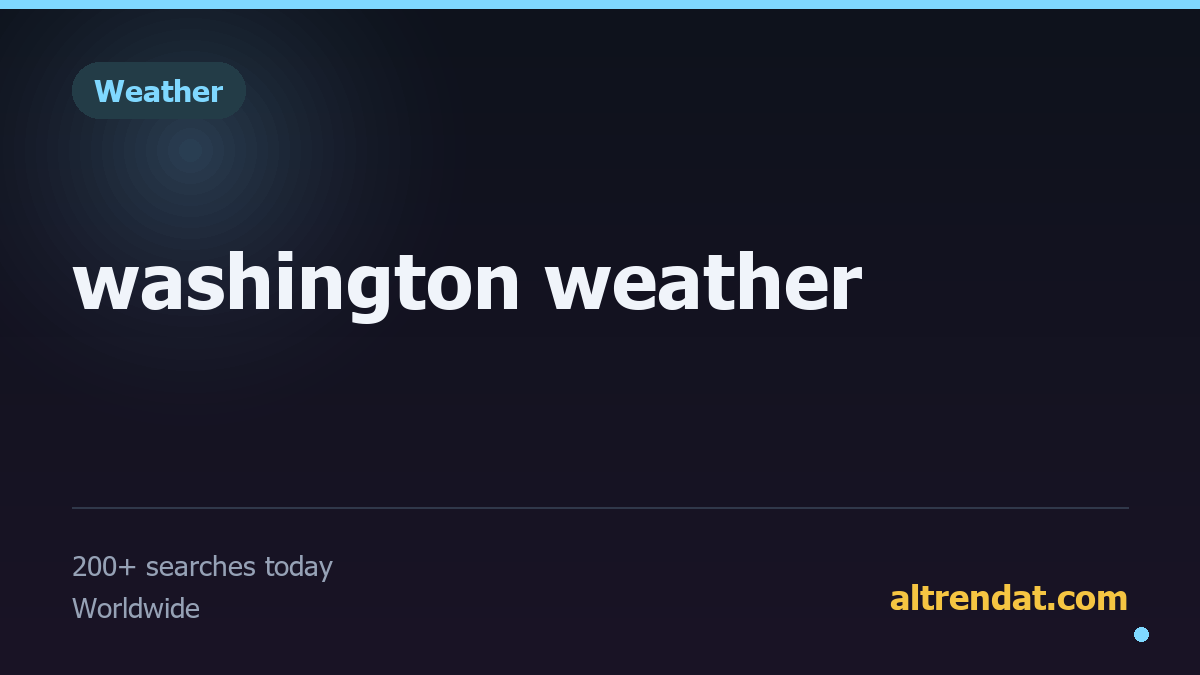 Weather
washington weather
200+ searches today
Worldwide
altrendat.com